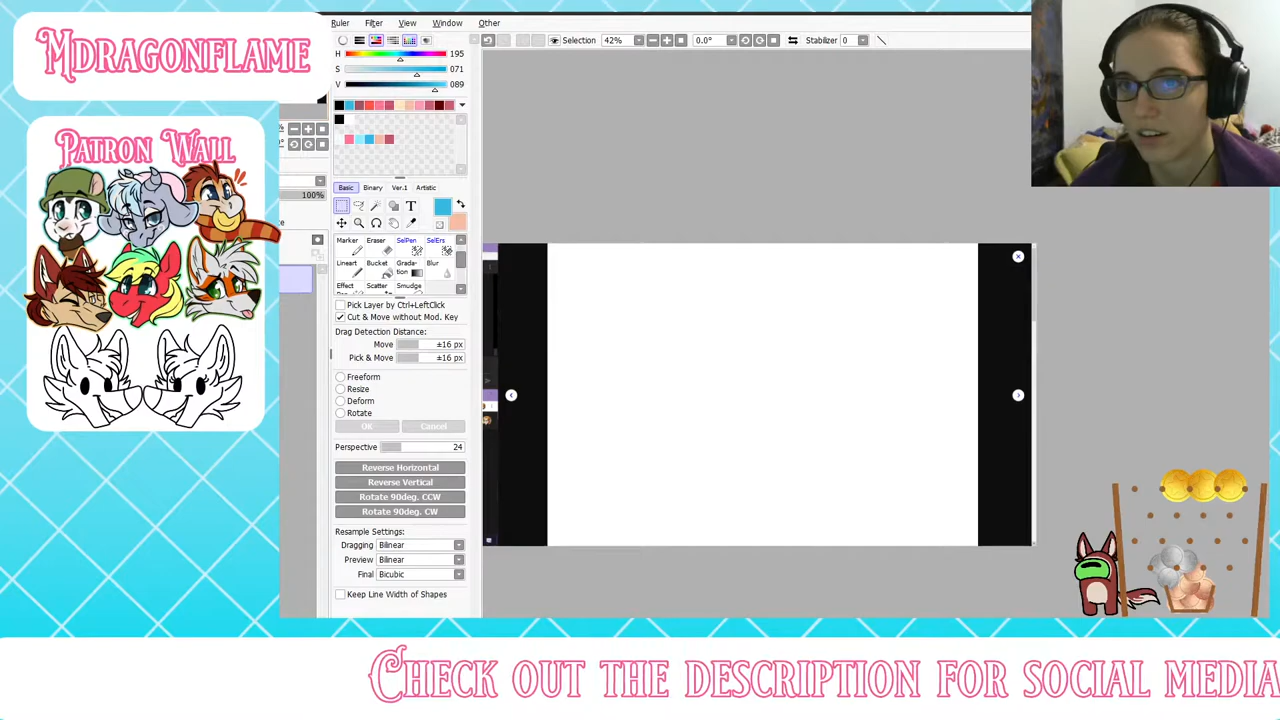 Mdragonflame
Patron Wall
Ruler Filter View Window Other
Selection 42% 0.0° Stabilizer 0
H 195
S 071
V 089
100%
Basic Binary Ver.1 Artistic
T
Marker Eraser SelPen SelErs
Lineart Bucket Gradation Blur
Effect Scatter Smudge
Pick Layer by Ctrl+LeftClick
Cut & Move without Mod. Key
Drag Detection Distance:
Move ±16 px
Pick & Move ±16 px
Freeform
Resize
Deform
Rotate
OK Cancel
Perspective 24
Reverse Horizontal
Reverse Vertical
Rotate 90deg. CCW
Rotate 90deg. CW
Resample Settings:
Dragging Bilinear
Preview Bilinear
Final Bicubic
Keep Line Width of Shapes
Check out the description for social media